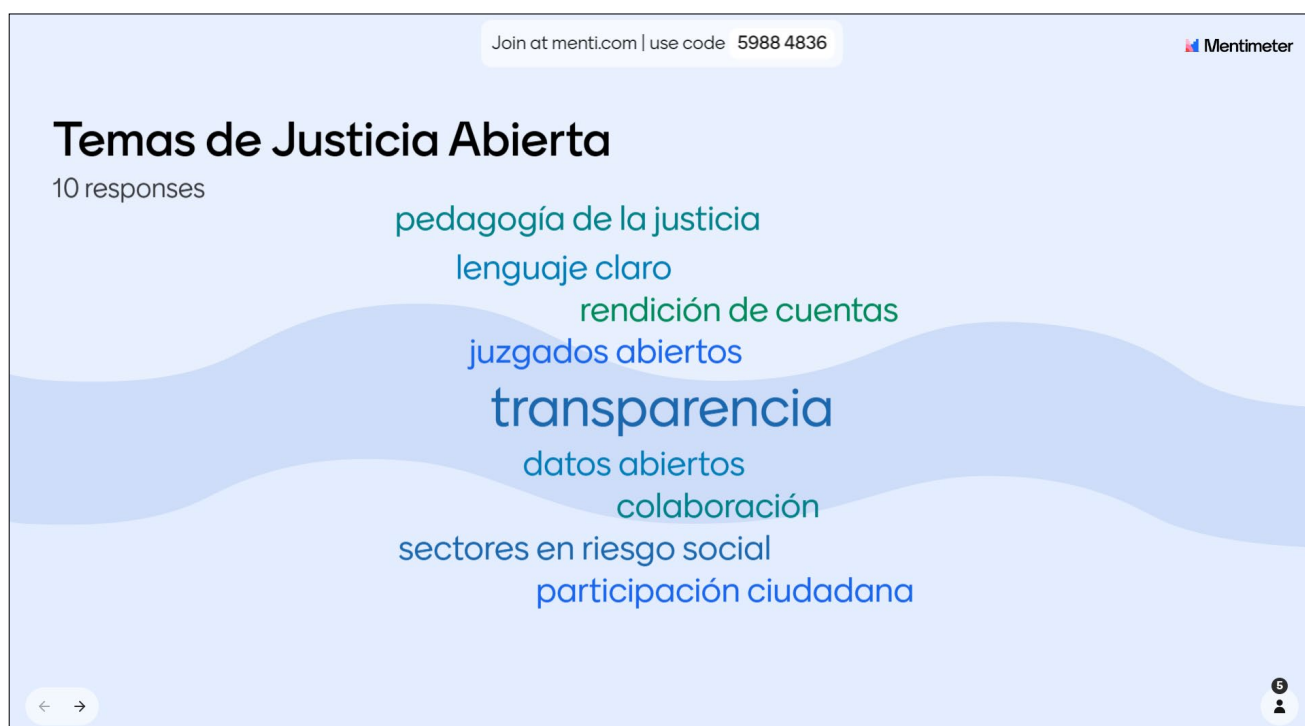 Join at menti.com | use code 5988 4836
Mentimeter
Temas de Justicia Abierta
10 responses
pedagogía de la justicia
lenguaje claro
rendición de cuentas
juzgados abiertos
transparencia
datos abiertos
colaboración
sectores en riesgo social
participación ciudadana
5